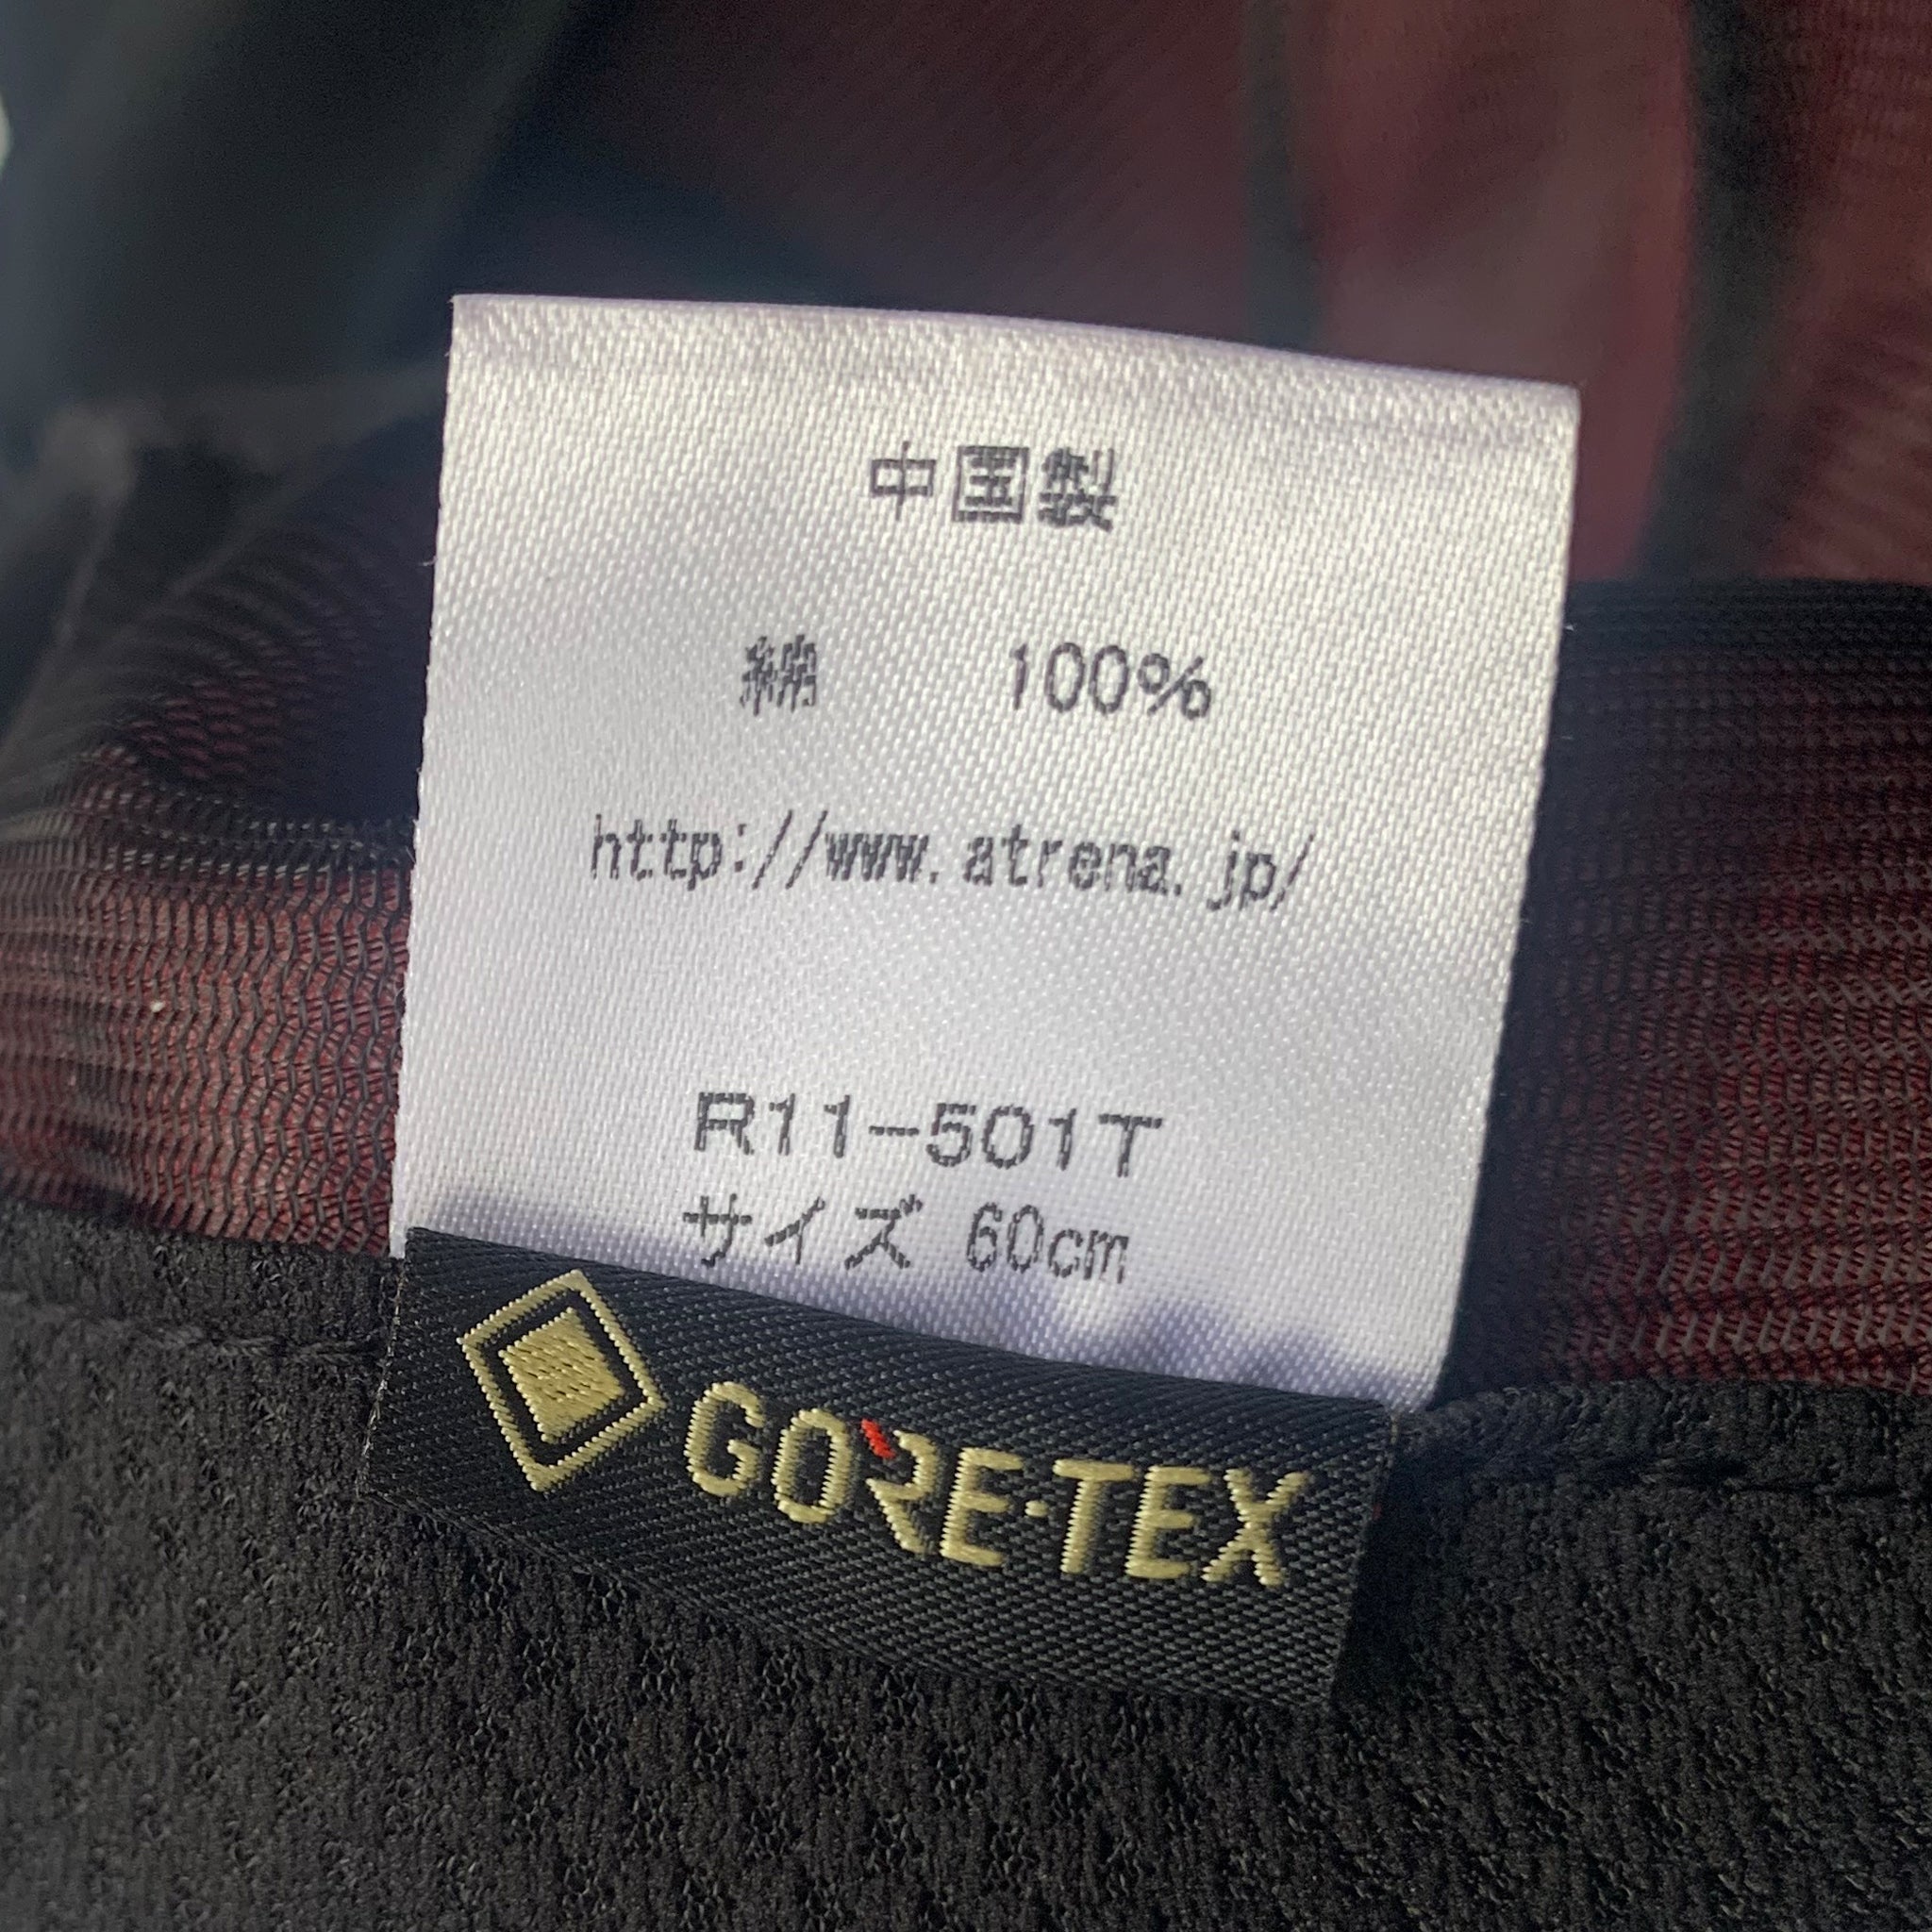 中国製
綿 100%
http://www.atrena.jp/
R11-501T
サイズ 60cm
GORE-TEX